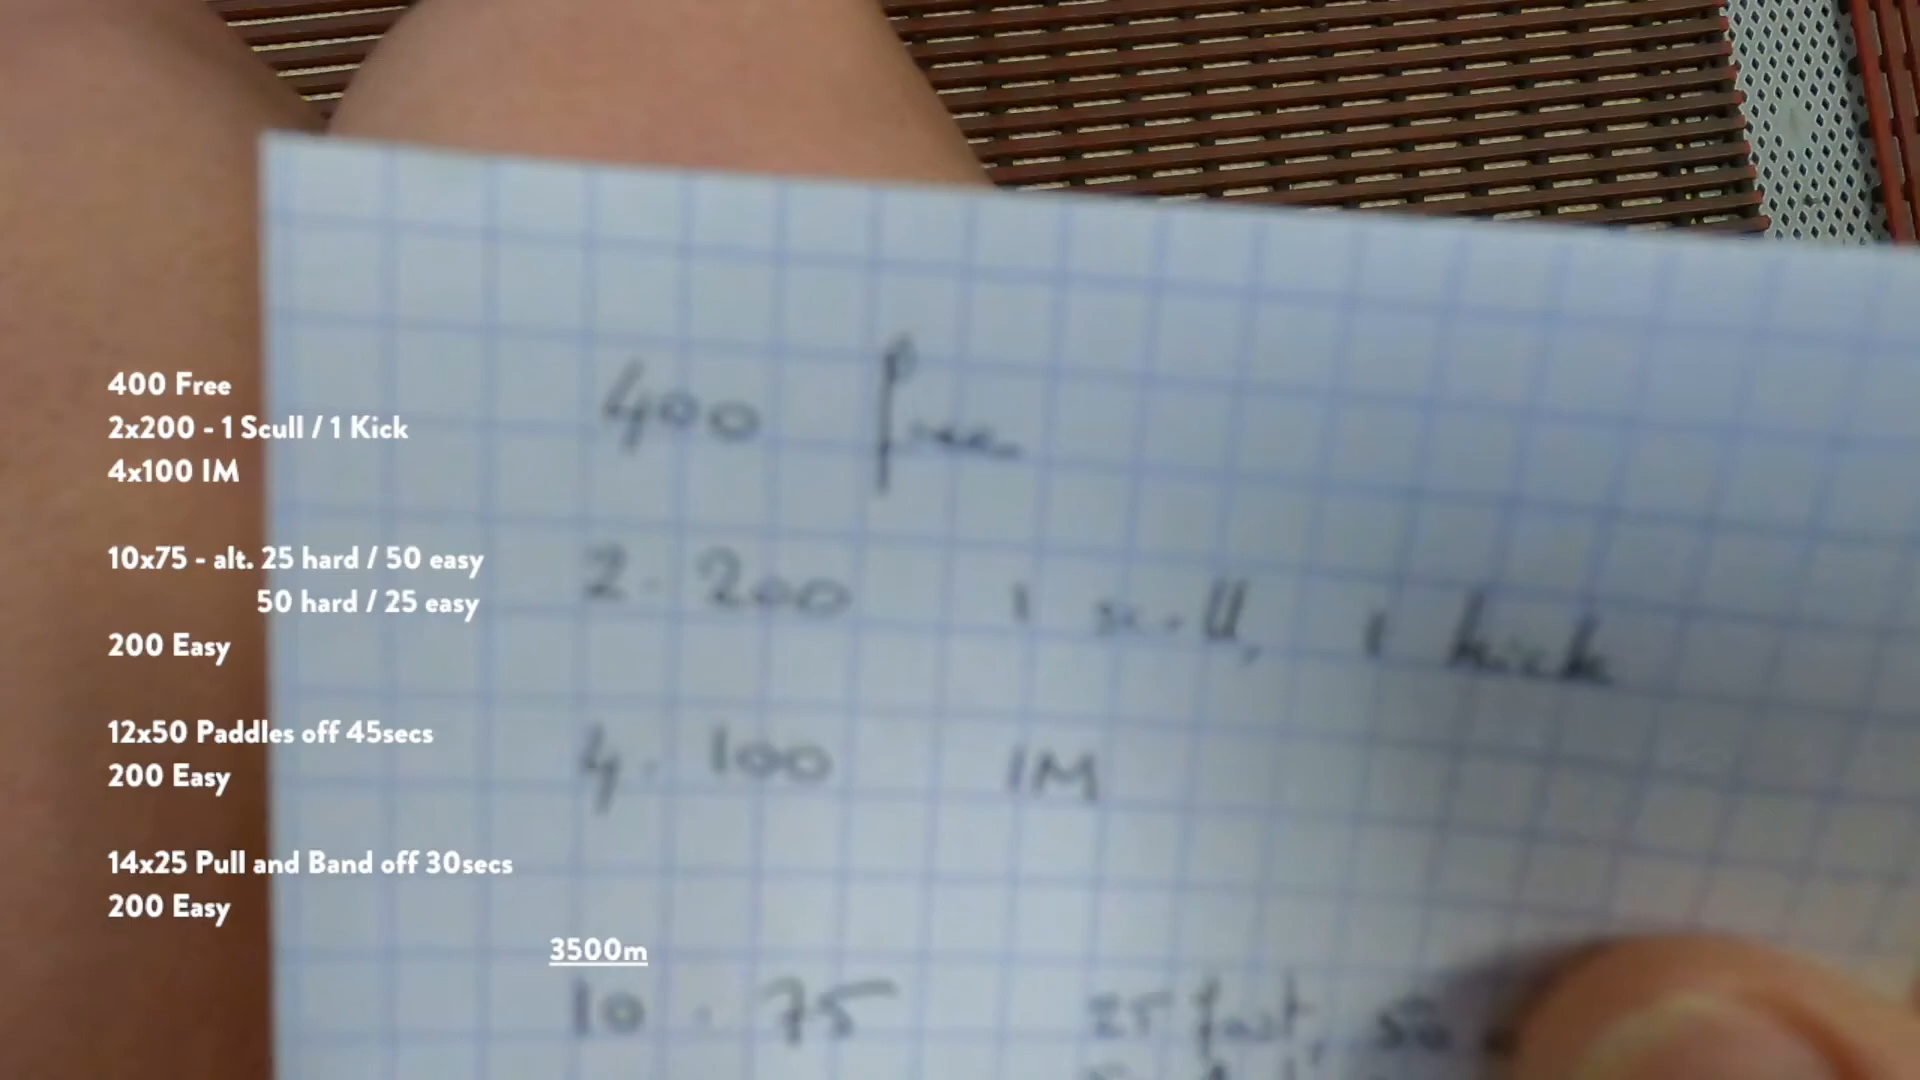 400 Free
2x200 - 1 Scull / 1 Kick
4x100 IM
10x75 - alt. 25 hard / 50 easy
50 hard / 25 easy
200 Easy
12x50 Paddles off 45secs
200 Easy
14x25 Pull and Band off 30secs
200 Easy
3500m
400 free
2 · 200 1 scull, 1 kick
4 · 100 IM
10 · 75 25 fast, 50